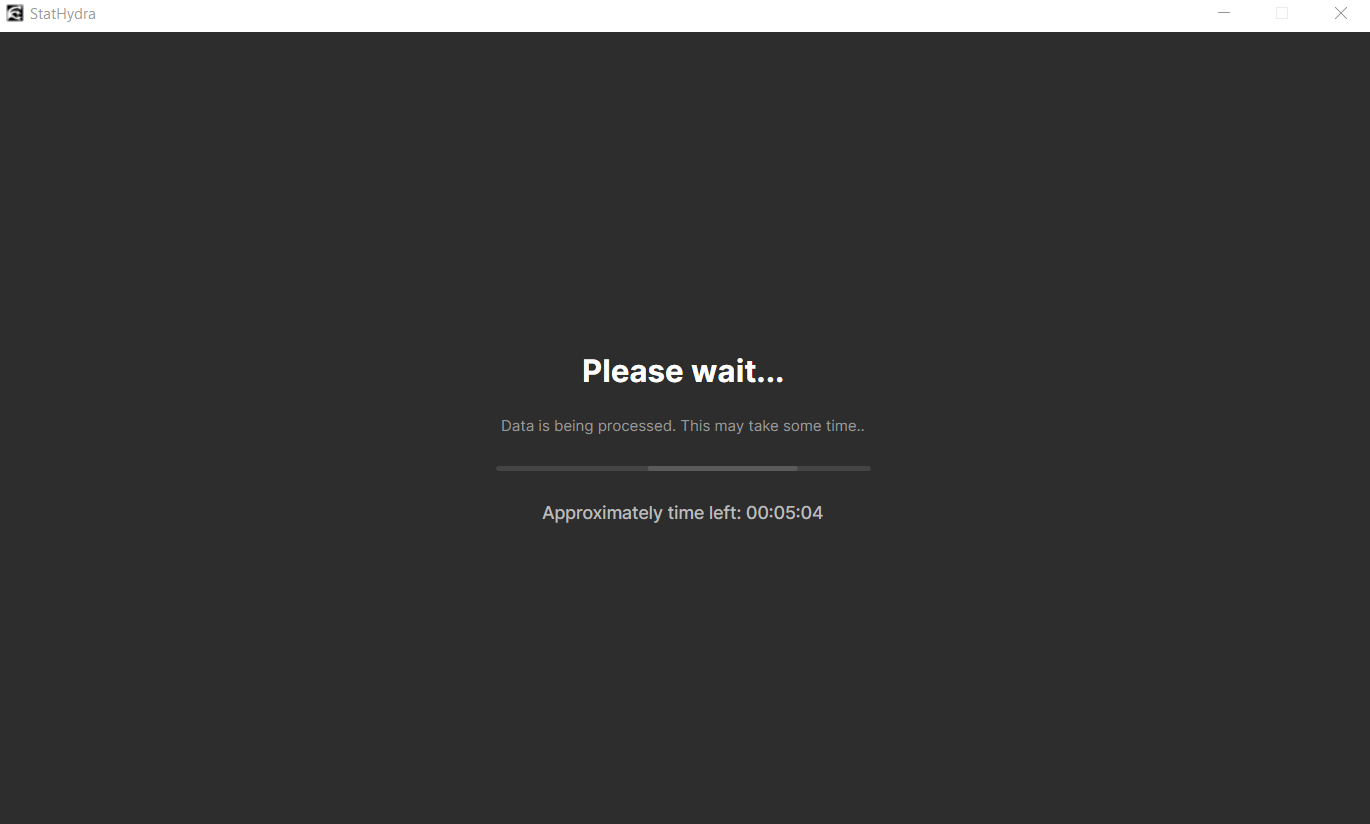 StatHydra
Please wait...
Data is being processed. This may take some time..
Approximately time left: 00:05:04